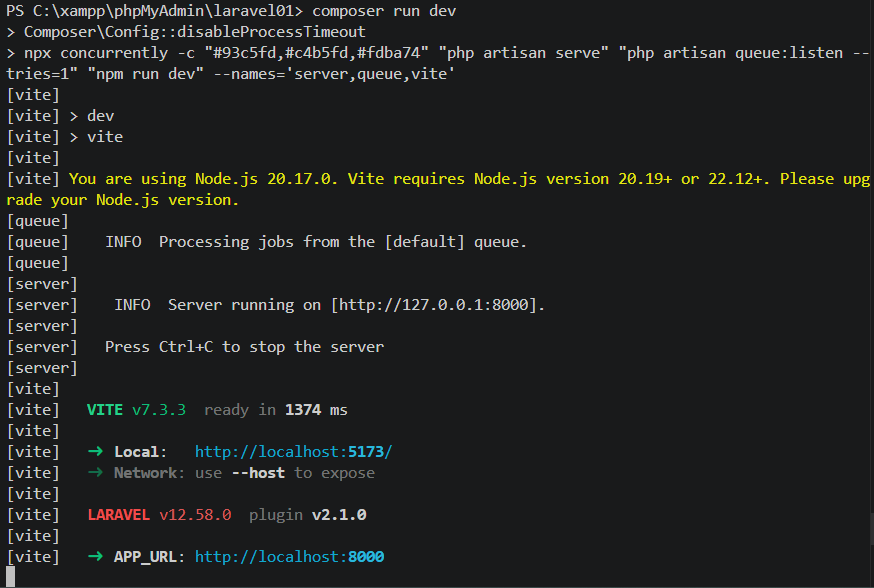 PS C:\xampp\phpMyAdmin\laravel01> composer run dev
> Composer\Config::disableProcessTimeout
> npx concurrently -c "#93c5fd,#c4b5fd,#fdba74" "php artisan serve" "php artisan queue:listen --
tries=1" "npm run dev" --names='server,queue,vite'
[vite]
[vite] > dev
[vite] > vite
[vite]
[vite] You are using Node.js 20.17.0. Vite requires Node.js version 20.19+ or 22.12+. Please upg
rade your Node.js version.
[queue]
[queue]    INFO  Processing jobs from the [default] queue.
[queue]
[server]
[server]    INFO  Server running on [http://127.0.0.1:8000].
[server]
[server]   Press Ctrl+C to stop the server
[server]
[vite]
[vite]   VITE v7.3.3  ready in 1374 ms
[vite]
[vite]   ➜ Local:   http://localhost:5173/
[vite]   ➜ Network: use --host to expose
[vite]
[vite]   LARAVEL v12.58.0  plugin v2.1.0
[vite]
[vite]   ➜ APP_URL: http://localhost:8000